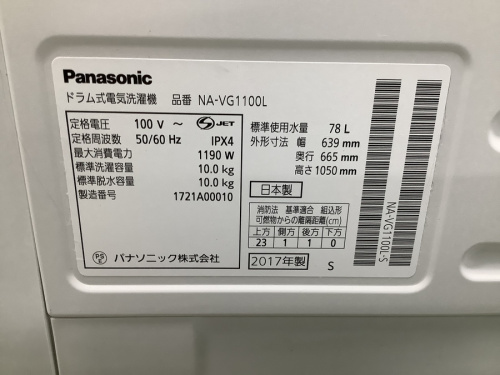 Panasonic
ドラム式電気洗濯機 品番 NA-VG1100L
定格電圧 100 V ~ S JET
定格周波数 50/60 Hz IPX4
最大消費電力 1190 W
標準洗濯容量 10.0 kg
標準脱水容量 10.0 kg
製造番号 1721A00010
PS E パナソニック株式会社
標準使用水量 78 L
外形寸法 幅 639 mm
奥行 665 mm
高さ 1050 mm
日本製
消防法 基準適合 組込形
可燃物からの離隔距離(cm)
上方 側方 後方 下方
23 1 1 0
2017年製 S
NA-VG1100L-S